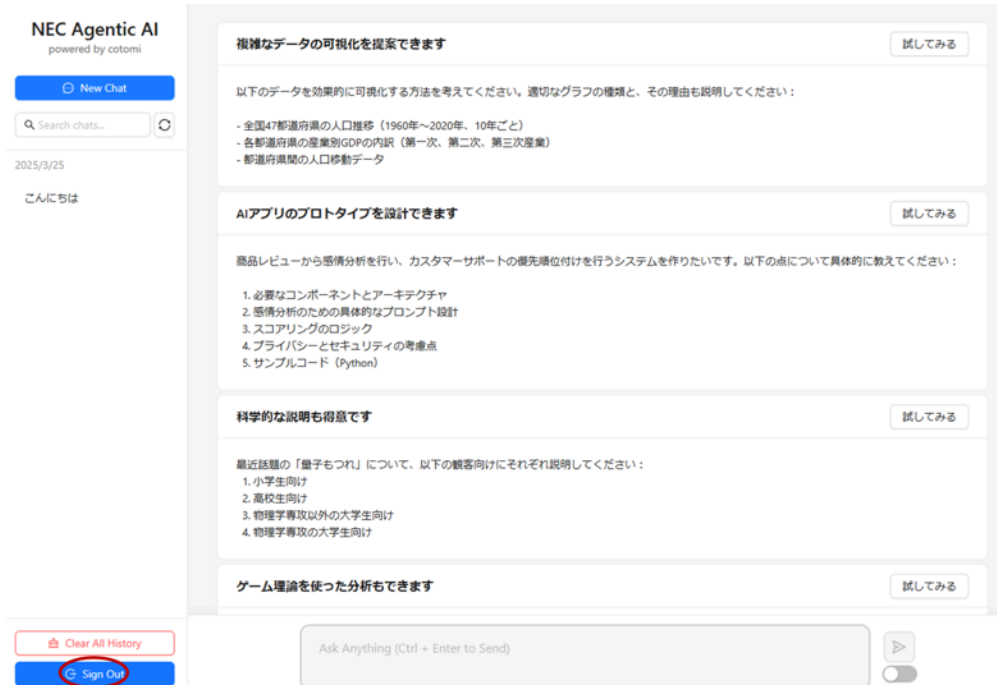 NEC Agentic AI
powered by cotomi
New Chat
Search chats...
2025/3/25
こんにちは
Clear All History
Sign Out
複雑なデータの可視化を提案できます
試してみる
以下のデータを効果的に可視化する方法を考えてください。適切なグラフの種類と、その理由も説明してください：
- 全国47都道府県の人口推移（1960年～2020年、10年ごと）
- 各都道府県の産業別GDPの内訳（第一次、第二次、第三次産業）
- 都道府県間の人口移動データ
AIアプリのプロトタイプを設計できます
試してみる
商品レビューから感情分析を行い、カスタマーサポートの優先順位付けを行うシステムを作りたいです。以下の点について具体的に教えてください：
1. 必要なコンポーネントとアーキテクチャ
2. 感情分析のための具体的なプロンプト設計
3. スコアリングのロジック
4. プライバシーとセキュリティの考慮点
5. サンプルコード（Python）
科学的な説明も得意です
試してみる
最近話題の「量子もつれ」について、以下の観客向けにそれぞれ説明してください：
1. 小学生向け
2. 高校生向け
3. 物理学専攻以外の大学生向け
4. 物理学専攻の大学生向け
ゲーム理論を使った分析もできます
試してみる
Ask Anything (Ctrl + Enter to Send)